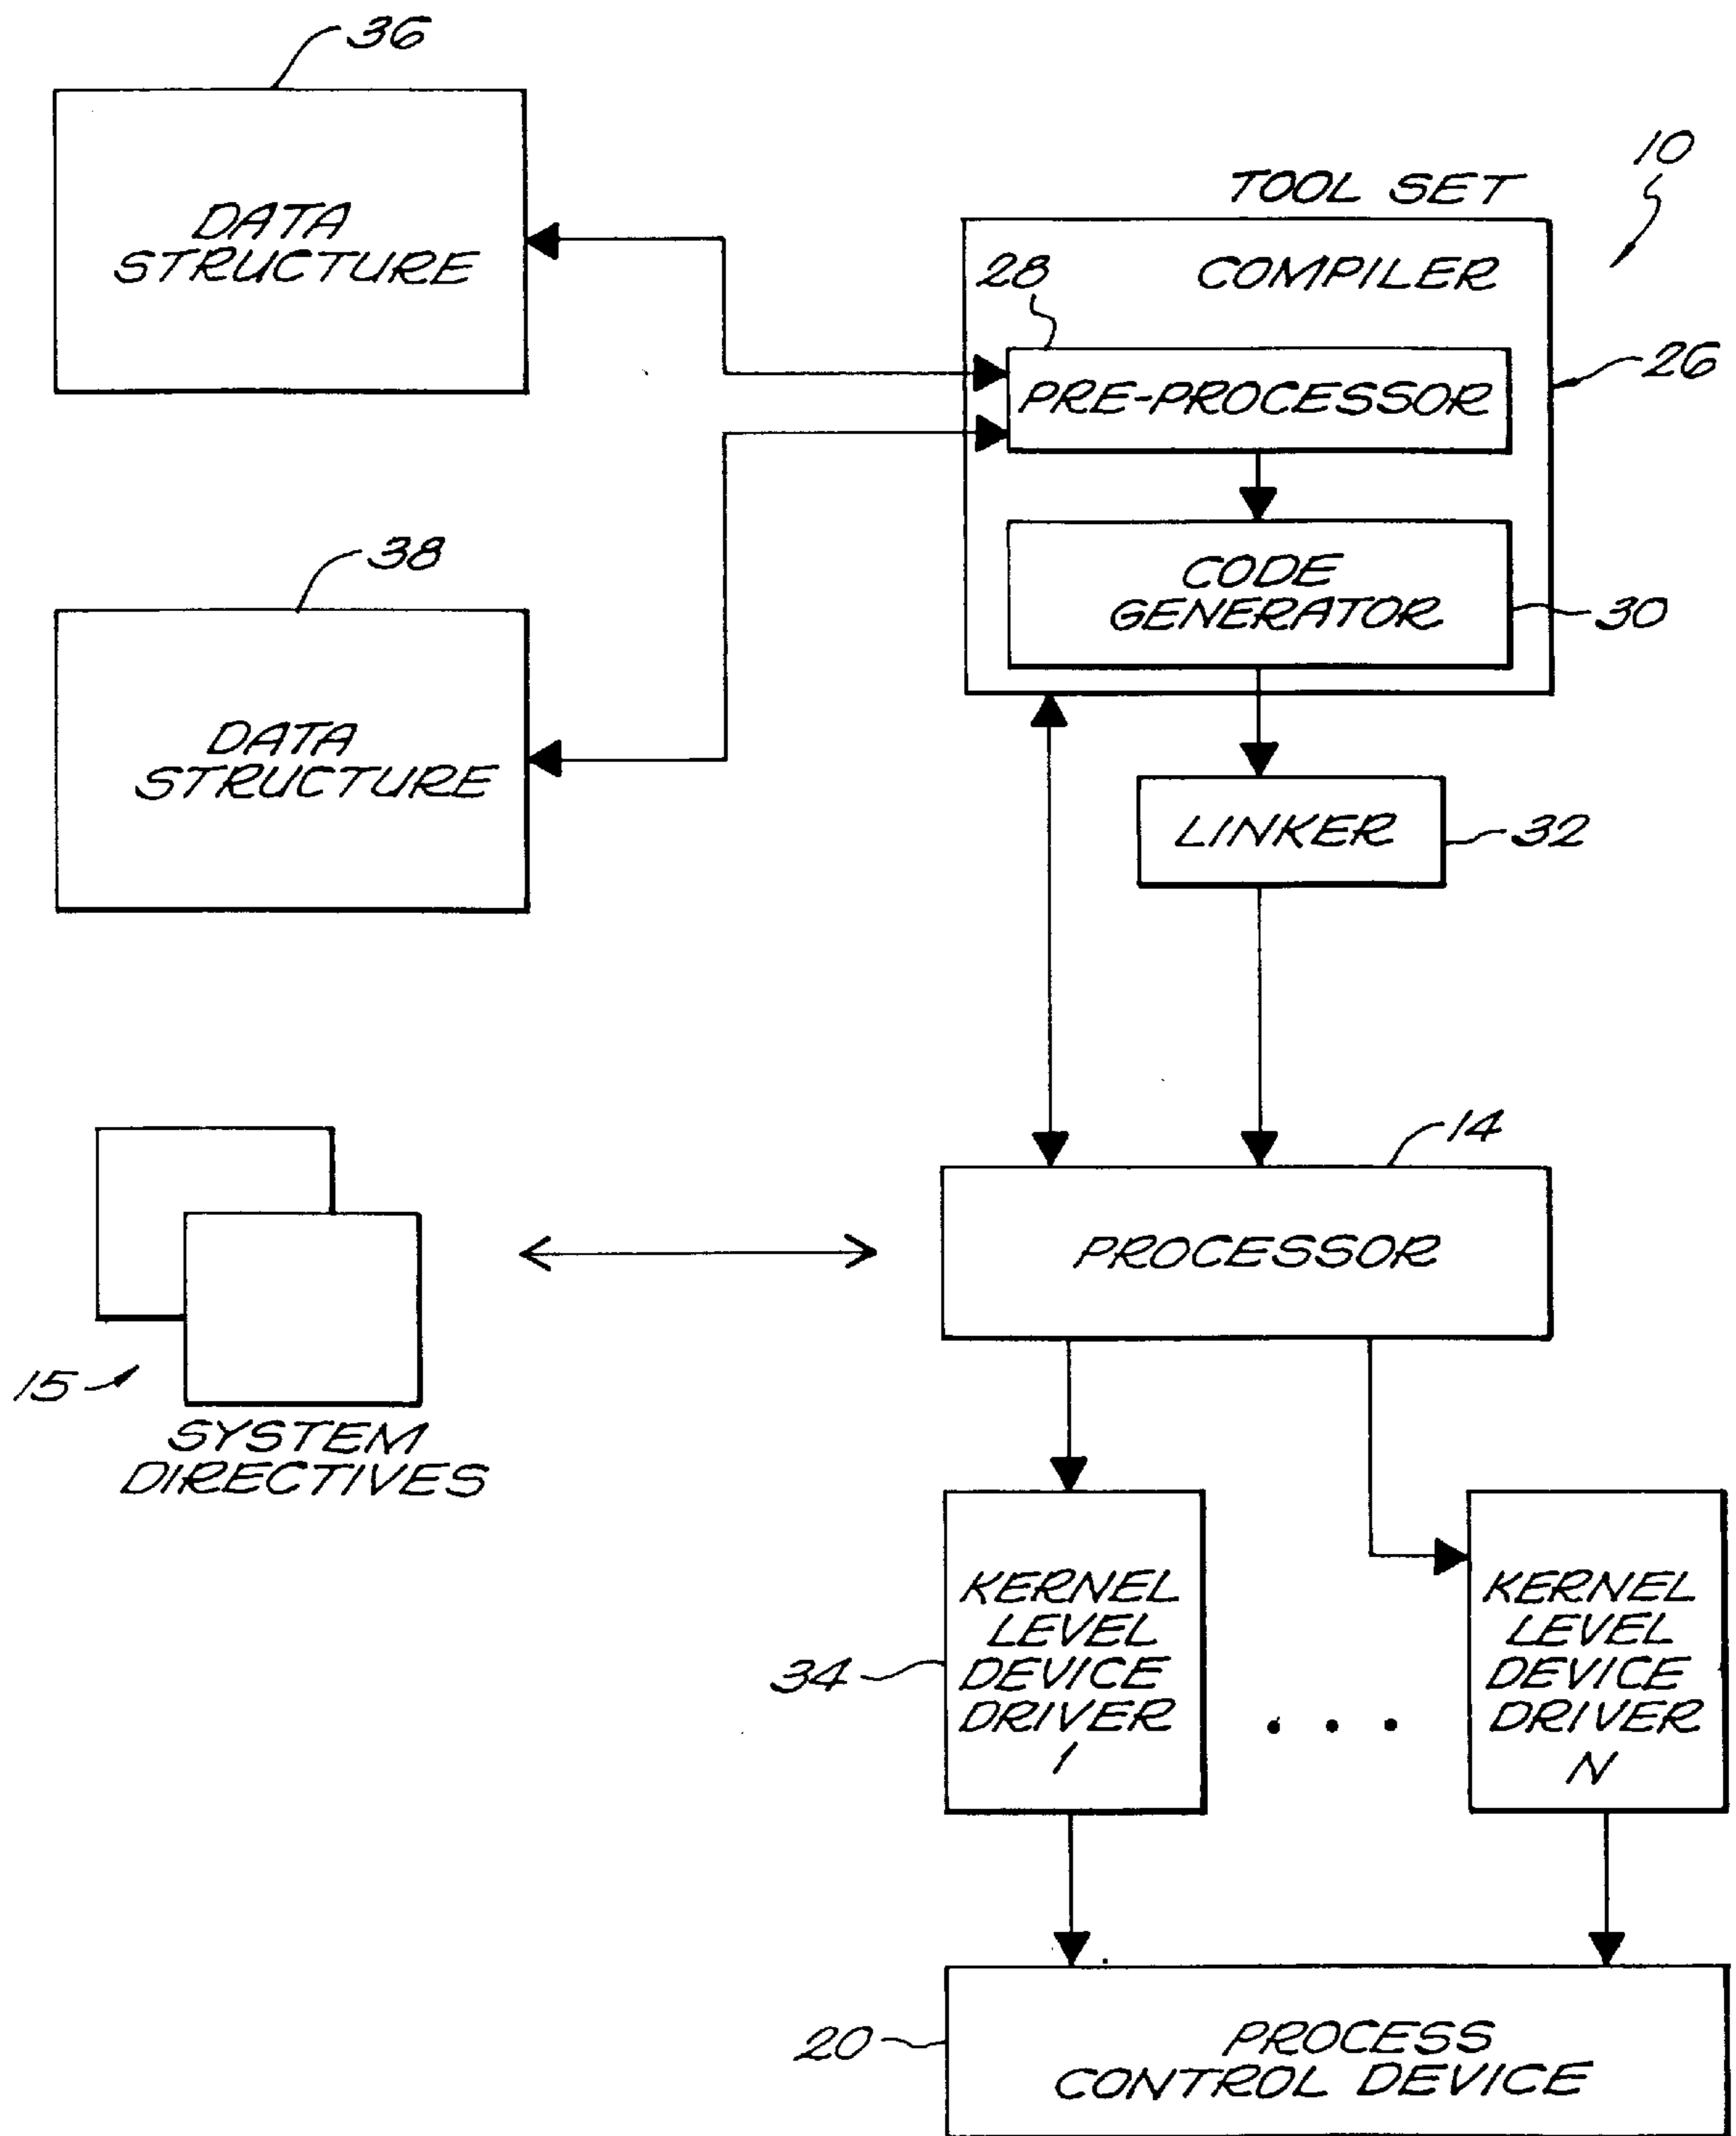 36
DATA
STRUCTURE
10
TOOL SET
COMPILER
28
PRE-PROCESSOR
26
CODE
GENERATOR
30
38
DATA
STRUCTURE
LINKER
32
14
PROCESSOR
15
SYSTEM
DIRECTIVES
KERNEL
LEVEL
DEVICE
DRIVER
1
34
. . .
KERNEL
LEVEL
DEVICE
DRIVER
N
20
PROCESS
CONTROL DEVICE